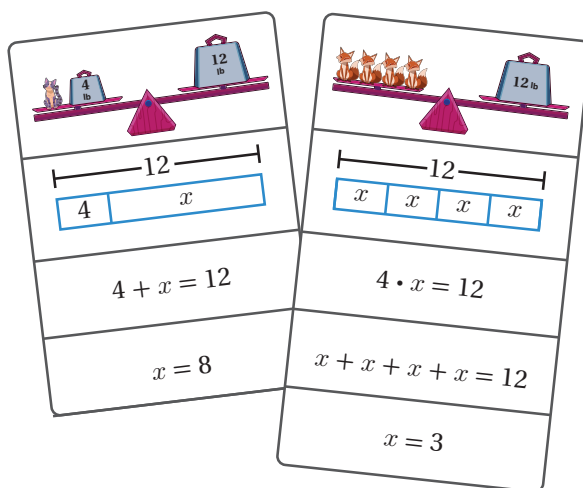 4
lb
12
lb
12
4 x
4 + x = 12
x = 8
12 lb
12
x x x x
4 • x = 12
x + x + x + x = 12
x = 3